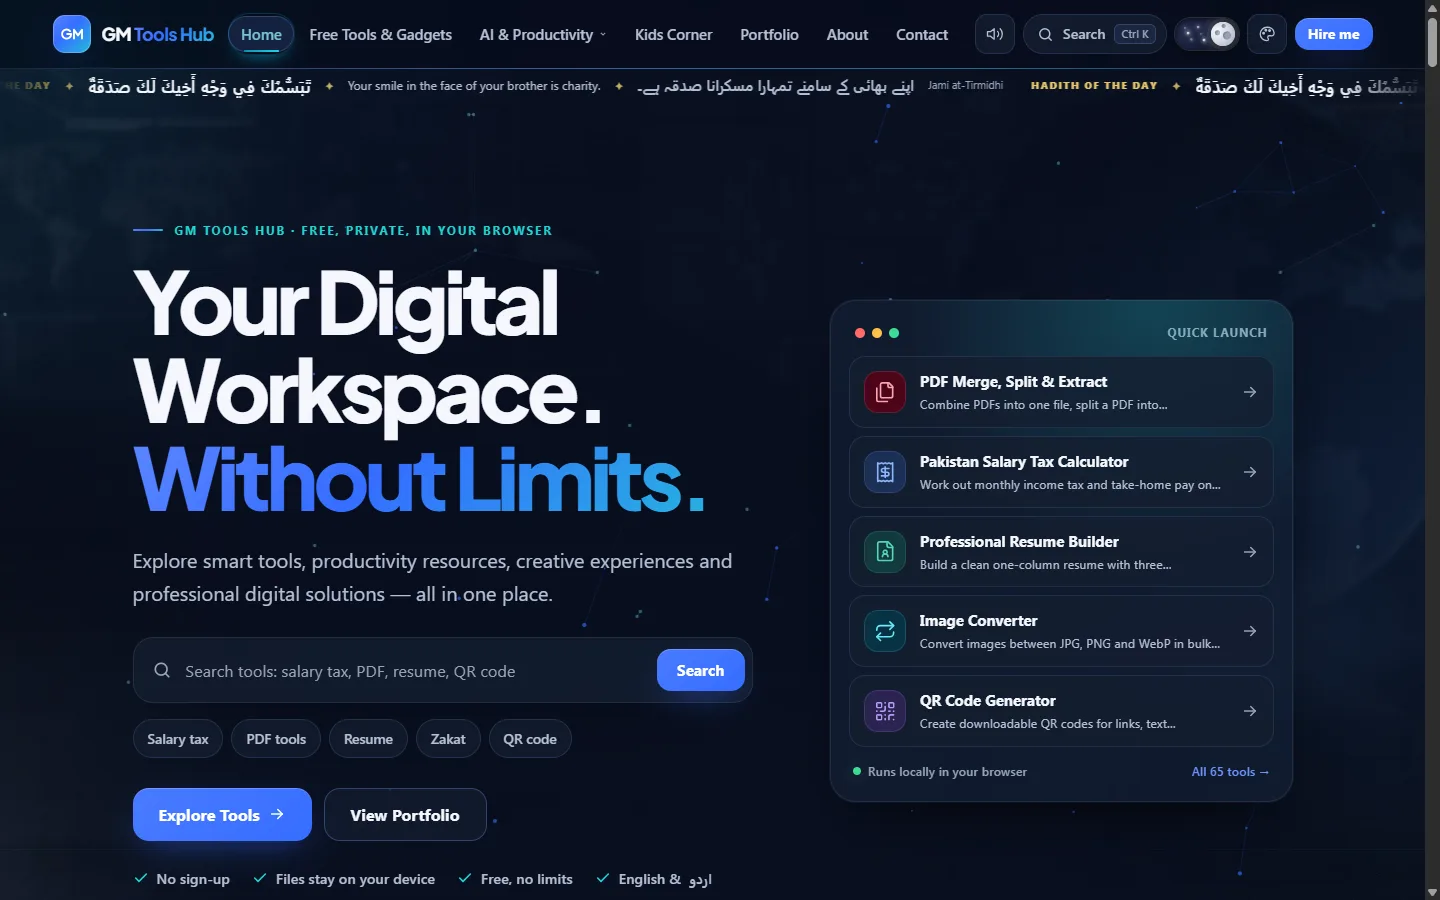 GM GM Tools Hub Home Free Tools & Gadgets AI & Productivity Kids Corner Portfolio About Contact Search Ctrl K Hire me
HE DAY ✦ تَبَسُّمُكَ فِي وَجْهِ أَخِيكَ لَكَ صَدَقَةٌ ✦ Your smile in the face of your brother is charity. ✦ اپنے بھائی کے سامنے تمہارا مسکرانا صدقہ ہے۔ Jami at-Tirmidhi HADITH OF THE DAY ✦ تَبَسُّمُكَ فِي وَجْهِ أَخِيكَ لَكَ صَدَقَةٌ
GM TOOLS HUB · FREE, PRIVATE, IN YOUR BROWSER
Your Digital
Workspace.
Without Limits.
Explore smart tools, productivity resources, creative experiences and
professional digital solutions — all in one place.
Search tools: salary tax, PDF, resume, QR code Search
Salary tax PDF tools Resume Zakat QR code
Explore Tools → View Portfolio
No sign-up Files stay on your device Free, no limits English & اردو
QUICK LAUNCH
PDF Merge, Split & Extract
Combine PDFs into one file, split a PDF into...
Pakistan Salary Tax Calculator
Work out monthly income tax and take-home pay on...
Professional Resume Builder
Build a clean one-column resume with three...
Image Converter
Convert images between JPG, PNG and WebP in bulk...
QR Code Generator
Create downloadable QR codes for links, text...
Runs locally in your browser All 65 tools →